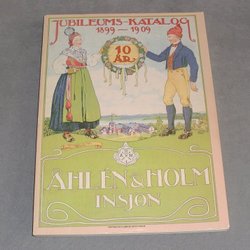 JUBILEUMS-KATALOG
1899-1909
10
ÅR.
ÅHLÉN & HOLM
INSJÖN